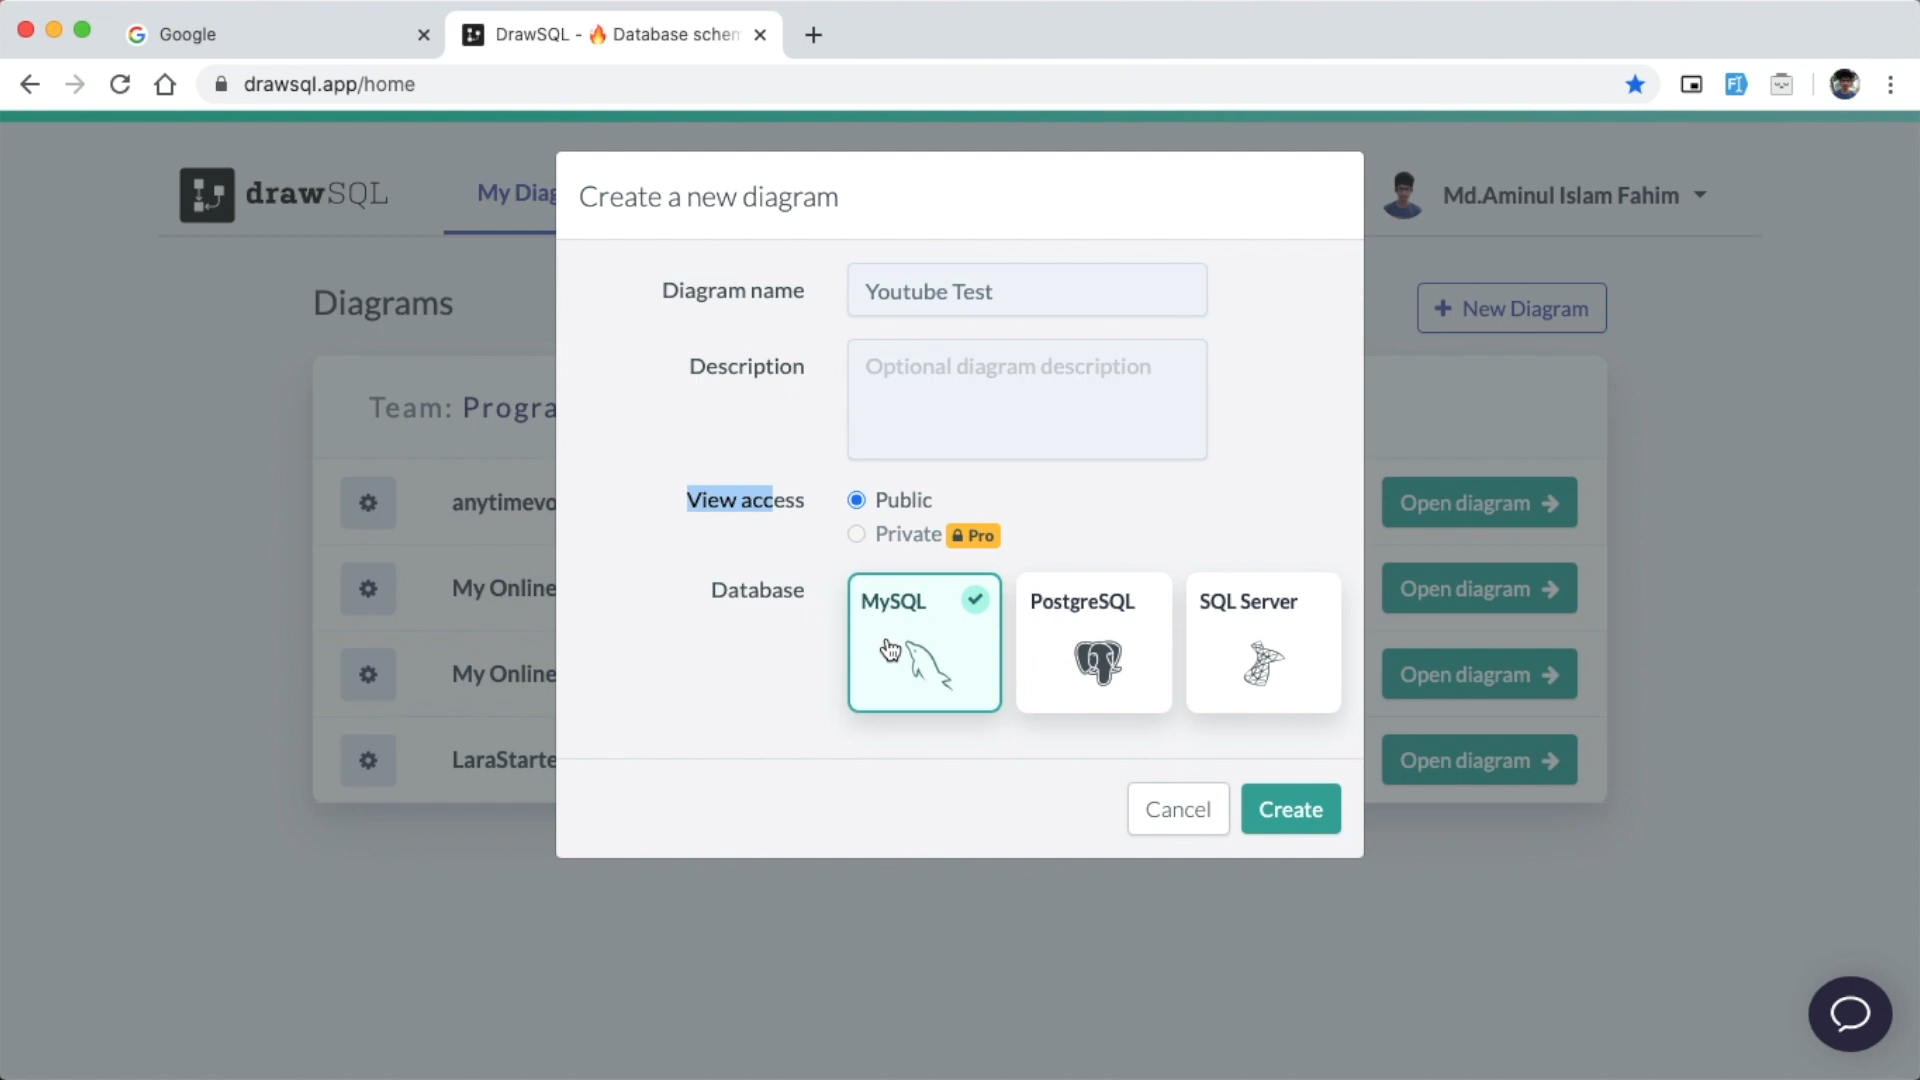 Google
DrawSQL - 🔥 Database schem
drawsql.app/home
drawSQL
My Diag
Md.Aminul Islam Fahim
Create a new diagram
Diagrams
New Diagram
Diagram name
Youtube Test
Description
Optional diagram description
Team: Progra
View access
Public
Private
Pro
anytimevo
Open diagram
My Online
Open diagram
Database
MySQL
PostgreSQL
SQL Server
My Online
Open diagram
LaraStarte
Open diagram
Cancel
Create